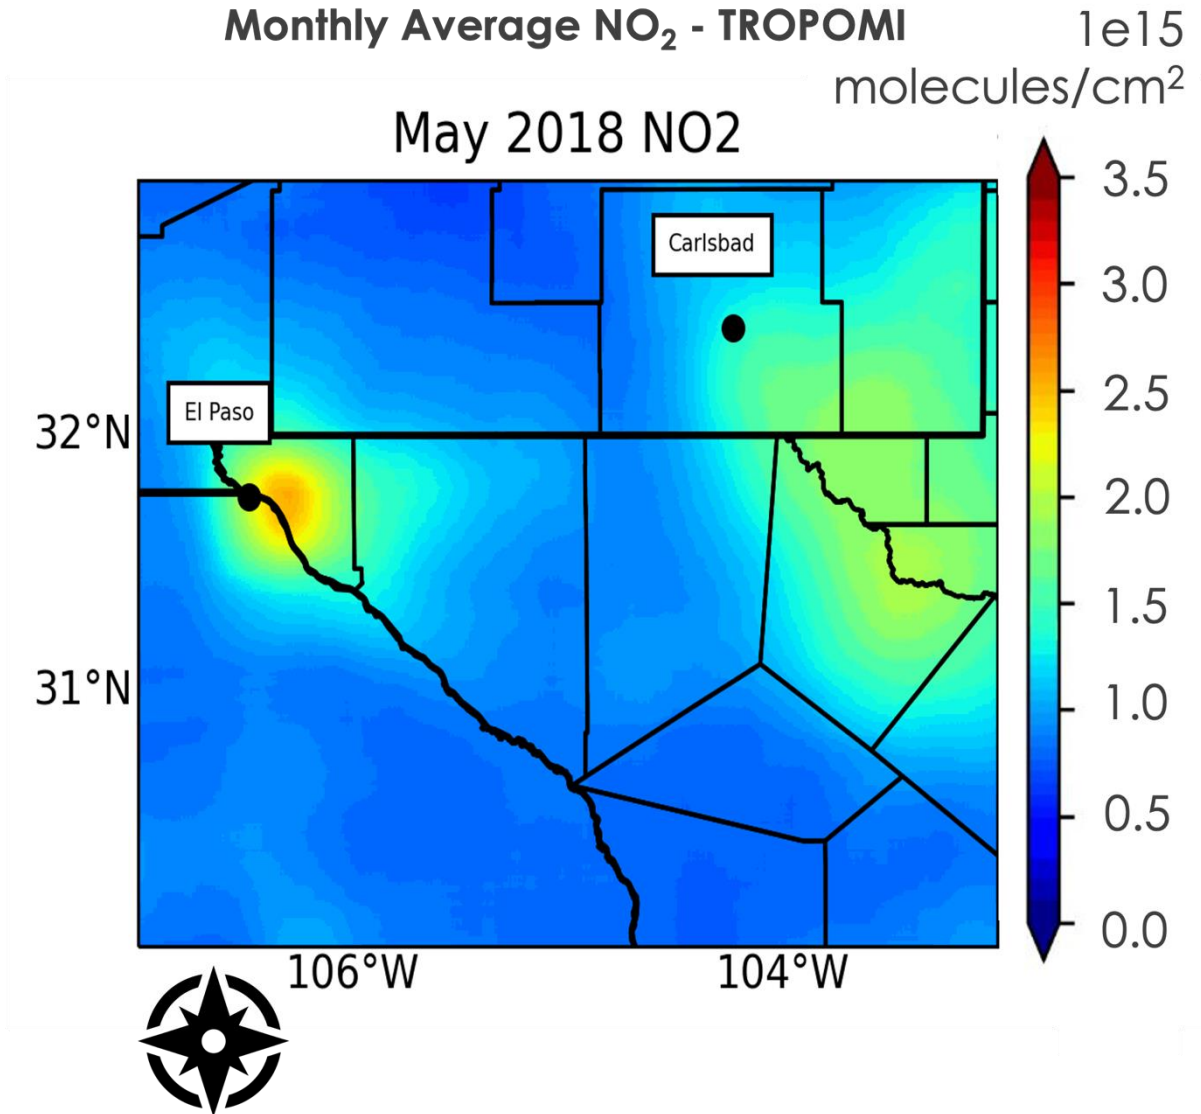 Monthly Average NO₂ - TROPOMI
1e15
molecules/cm²
May 2018 NO2
3.5
Carlsbad
3.0
El Paso
2.5
32°N
2.0
1.5
31°N
1.0
0.5
0.0
106°W
104°W